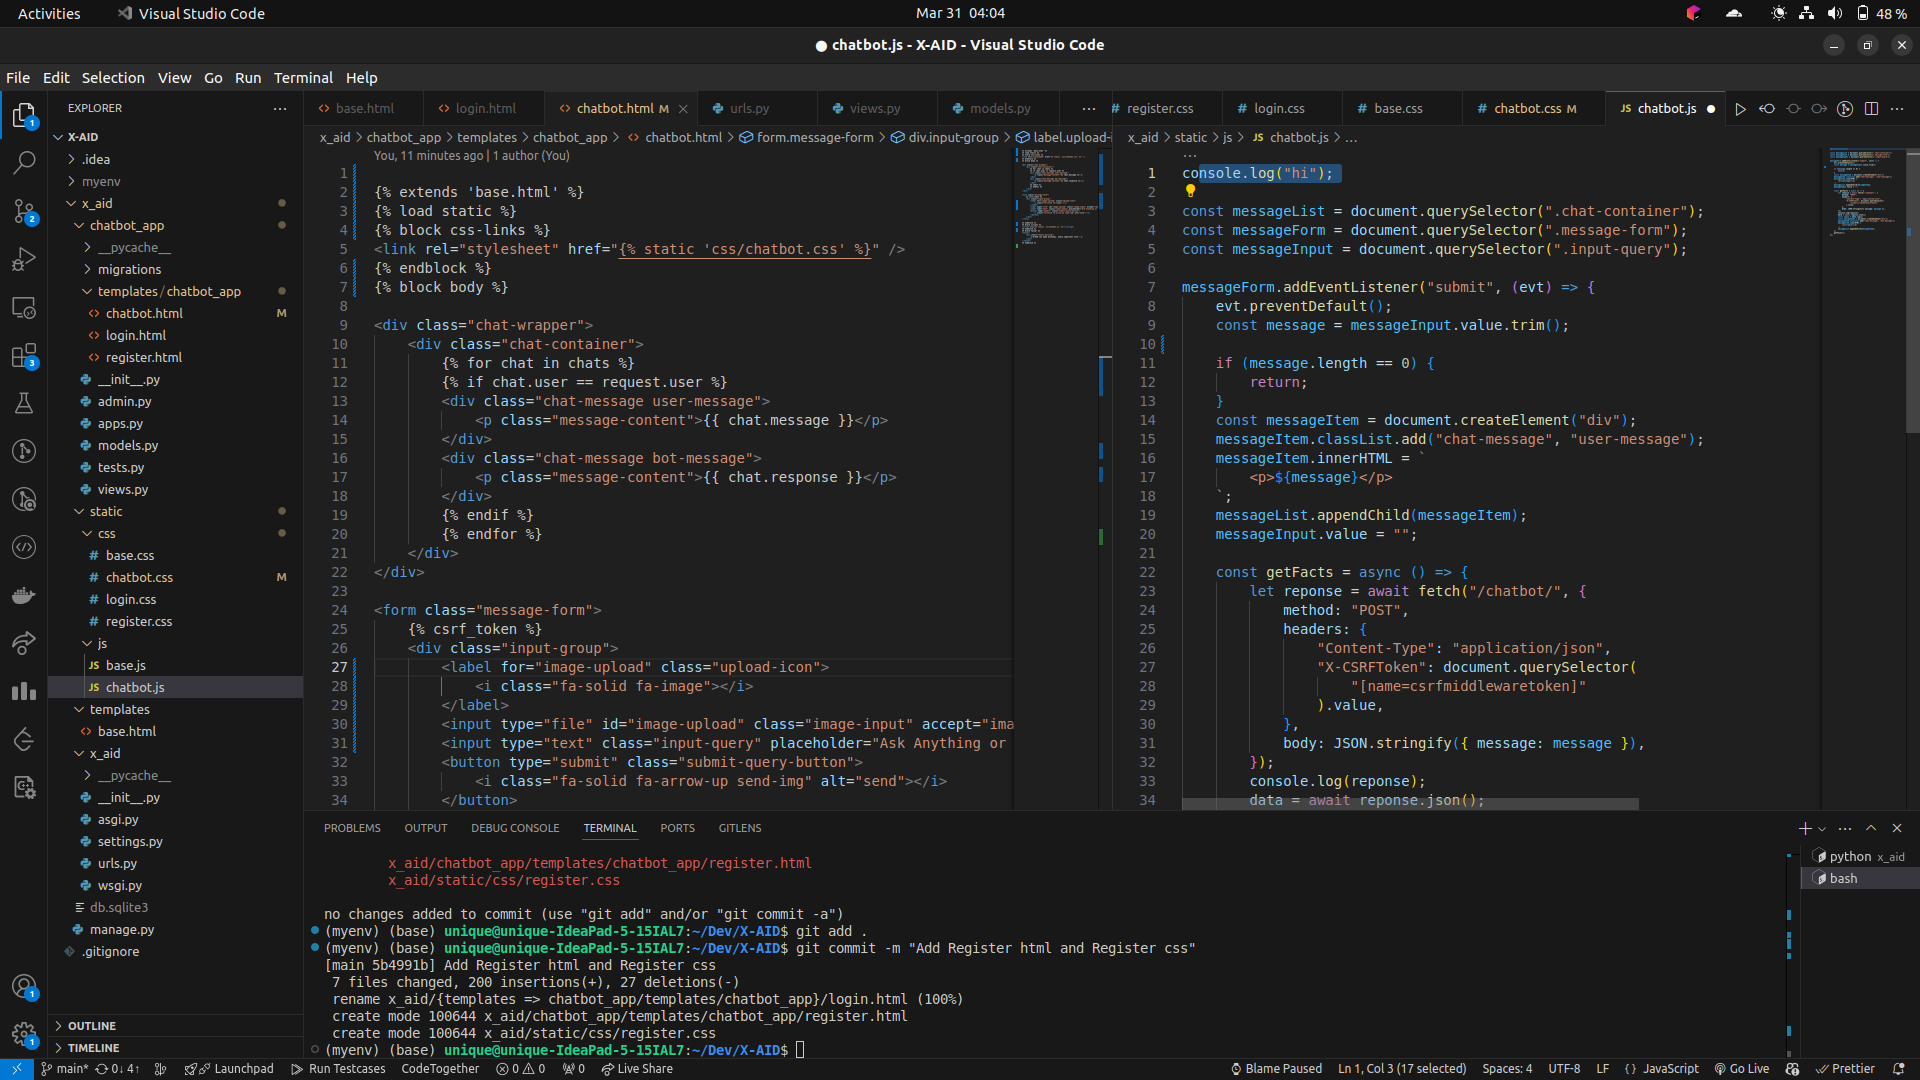 Activities
Visual Studio Code
Mar 31 04:04
48 %
● chatbot.js - X-AID - Visual Studio Code
File Edit Selection View Go Run Terminal Help
EXPLORER
X-AID
.idea
myenv
x_aid
chatbot_app
__pycache__
migrations
templates/chatbot_app
chatbot.html M
login.html
register.html
__init__.py
admin.py
apps.py
models.py
tests.py
views.py
static
css
base.css
chatbot.css M
login.css
register.css
js
base.js
chatbot.js
templates
base.html
x_aid
__pycache__
__init__.py
asgi.py
settings.py
urls.py
wsgi.py
db.sqlite3
manage.py
.gitignore
OUTLINE
TIMELINE
1
2
3
1
1
base.html login.html chatbot.html M urls.py views.py models.py
x_aid > chatbot_app > templates > chatbot_app > chatbot.html > form.message-form > div.input-group > label.upload-i
You, 11 minutes ago | 1 author (You)
1
2 {% extends 'base.html' %}
3 {% load static %}
4 {% block css-links %}
5 <link rel="stylesheet" href="{% static 'css/chatbot.css' %}" />
6 {% endblock %}
7 {% block body %}
8
9 <div class="chat-wrapper">
10 <div class="chat-container">
11 {% for chat in chats %}
12 {% if chat.user == request.user %}
13 <div class="chat-message user-message">
14 <p class="message-content">{{ chat.message }}</p>
15 </div>
16 <div class="chat-message bot-message">
17 <p class="message-content">{{ chat.response }}</p>
18 </div>
19 {% endif %}
20 {% endfor %}
21 </div>
22 </div>
23
24 <form class="message-form">
25 {% csrf_token %}
26 <div class="input-group">
27 <label for="image-upload" class="upload-icon">
28 <i class="fa-solid fa-image"></i>
29 </label>
30 <input type="file" id="image-upload" class="image-input" accept="ima
31 <input type="text" class="input-query" placeholder="Ask Anything or
32 <button type="submit" class="submit-query-button">
33 <i class="fa-solid fa-arrow-up send-img" alt="send"></i>
34 </button>
register.css login.css base.css chatbot.css M chatbot.js
x_aid > static > js > chatbot.js > ...
1 console.log("hi");
2
3 const messageList = document.querySelector(".chat-container");
4 const messageForm = document.querySelector(".message-form");
5 const messageInput = document.querySelector(".input-query");
6
7 messageForm.addEventListener("submit", (evt) => {
8 evt.preventDefault();
9 const message = messageInput.value.trim();
10
11 if (message.length == 0) {
12 return;
13 }
14 const messageItem = document.createElement("div");
15 messageItem.classList.add("chat-message", "user-message");
16 messageItem.innerHTML = `
17 <p>${message}</p>
18 `;
19 messageList.appendChild(messageItem);
20 messageInput.value = "";
21
22 const getFacts = async () => {
23 let reponse = await fetch("/chatbot/", {
24 method: "POST",
25 headers: {
26 "Content-Type": "application/json",
27 "X-CSRFToken": document.querySelector(
28 "[name=csrfmiddlewaretoken]"
29 ).value,
30 },
31 body: JSON.stringify({ message: message }),
32 });
33 console.log(reponse);
34 data = await reponse.json();
PROBLEMS OUTPUT DEBUG CONSOLE TERMINAL PORTS GITLENS
x_aid/chatbot_app/templates/chatbot_app/register.html
x_aid/static/css/register.css
no changes added to commit (use "git add" and/or "git commit -a")
(myenv) (base) unique@unique-IdeaPad-5-15IAL7:~/Dev/X-AID$ git add .
(myenv) (base) unique@unique-IdeaPad-5-15IAL7:~/Dev/X-AID$ git commit -m "Add Register html and Register css"
[main 5b4991b] Add Register html and Register css
7 files changed, 200 insertions(+), 27 deletions(-)
rename x_aid/{templates => chatbot_app/templates/chatbot_app}/login.html (100%)
create mode 100644 x_aid/chatbot_app/templates/chatbot_app/register.html
create mode 100644 x_aid/static/css/register.css
(myenv) (base) unique@unique-IdeaPad-5-15IAL7:~/Dev/X-AID$
python x_aid
bash
main* 0↓ 4↑ Launchpad Run Testcases CodeTogether 0 0 0 Live Share
Blame Paused Ln 1, Col 3 (17 selected) Spaces: 4 UTF-8 LF {} JavaScript Go Live Prettier